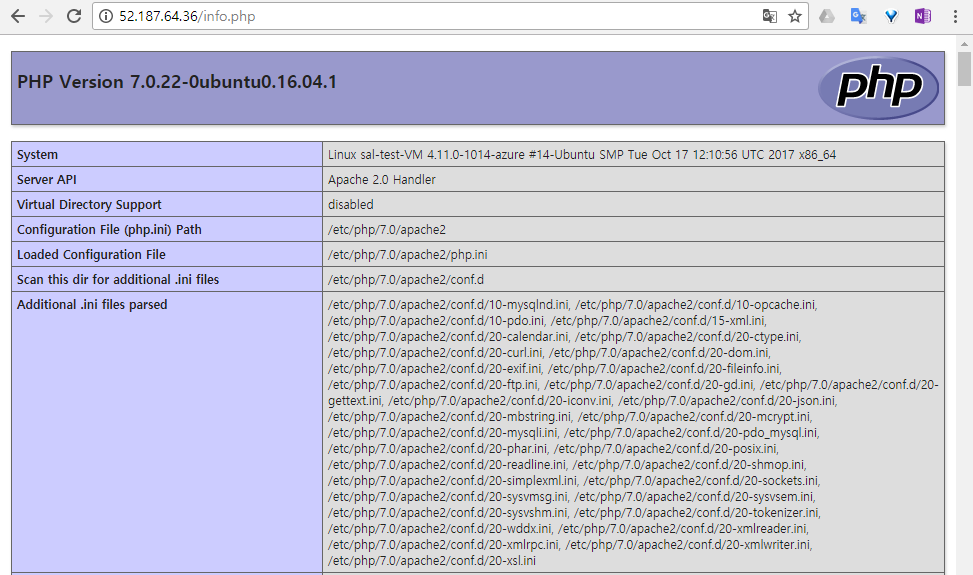 52.187.64.36/info.php
PHP Version 7.0.22-0ubuntu0.16.04.1
php
System Linux sal-test-VM 4.11.0-1014-azure #14-Ubuntu SMP Tue Oct 17 12:10:56 UTC 2017 x86_64
Server API Apache 2.0 Handler
Virtual Directory Support disabled
Configuration File (php.ini) Path /etc/php/7.0/apache2
Loaded Configuration File /etc/php/7.0/apache2/php.ini
Scan this dir for additional .ini files /etc/php/7.0/apache2/conf.d
Additional .ini files parsed /etc/php/7.0/apache2/conf.d/10-mysqlnd.ini, /etc/php/7.0/apache2/conf.d/10-opcache.ini,
/etc/php/7.0/apache2/conf.d/10-pdo.ini, /etc/php/7.0/apache2/conf.d/15-xml.ini,
/etc/php/7.0/apache2/conf.d/20-calendar.ini, /etc/php/7.0/apache2/conf.d/20-ctype.ini,
/etc/php/7.0/apache2/conf.d/20-curl.ini, /etc/php/7.0/apache2/conf.d/20-dom.ini,
/etc/php/7.0/apache2/conf.d/20-exif.ini, /etc/php/7.0/apache2/conf.d/20-fileinfo.ini,
/etc/php/7.0/apache2/conf.d/20-ftp.ini, /etc/php/7.0/apache2/conf.d/20-gd.ini, /etc/php/7.0/apache2/conf.d/20-
gettext.ini, /etc/php/7.0/apache2/conf.d/20-iconv.ini, /etc/php/7.0/apache2/conf.d/20-json.ini,
/etc/php/7.0/apache2/conf.d/20-mbstring.ini, /etc/php/7.0/apache2/conf.d/20-mcrypt.ini,
/etc/php/7.0/apache2/conf.d/20-mysqli.ini, /etc/php/7.0/apache2/conf.d/20-pdo_mysql.ini,
/etc/php/7.0/apache2/conf.d/20-phar.ini, /etc/php/7.0/apache2/conf.d/20-posix.ini,
/etc/php/7.0/apache2/conf.d/20-readline.ini, /etc/php/7.0/apache2/conf.d/20-shmop.ini,
/etc/php/7.0/apache2/conf.d/20-simplexml.ini, /etc/php/7.0/apache2/conf.d/20-sockets.ini,
/etc/php/7.0/apache2/conf.d/20-sysvmsg.ini, /etc/php/7.0/apache2/conf.d/20-sysvsem.ini,
/etc/php/7.0/apache2/conf.d/20-sysvshm.ini, /etc/php/7.0/apache2/conf.d/20-tokenizer.ini,
/etc/php/7.0/apache2/conf.d/20-wddx.ini, /etc/php/7.0/apache2/conf.d/20-xmlreader.ini,
/etc/php/7.0/apache2/conf.d/20-xmlrpc.ini, /etc/php/7.0/apache2/conf.d/20-xmlwriter.ini,
/etc/php/7.0/apache2/conf.d/20-xsl.ini